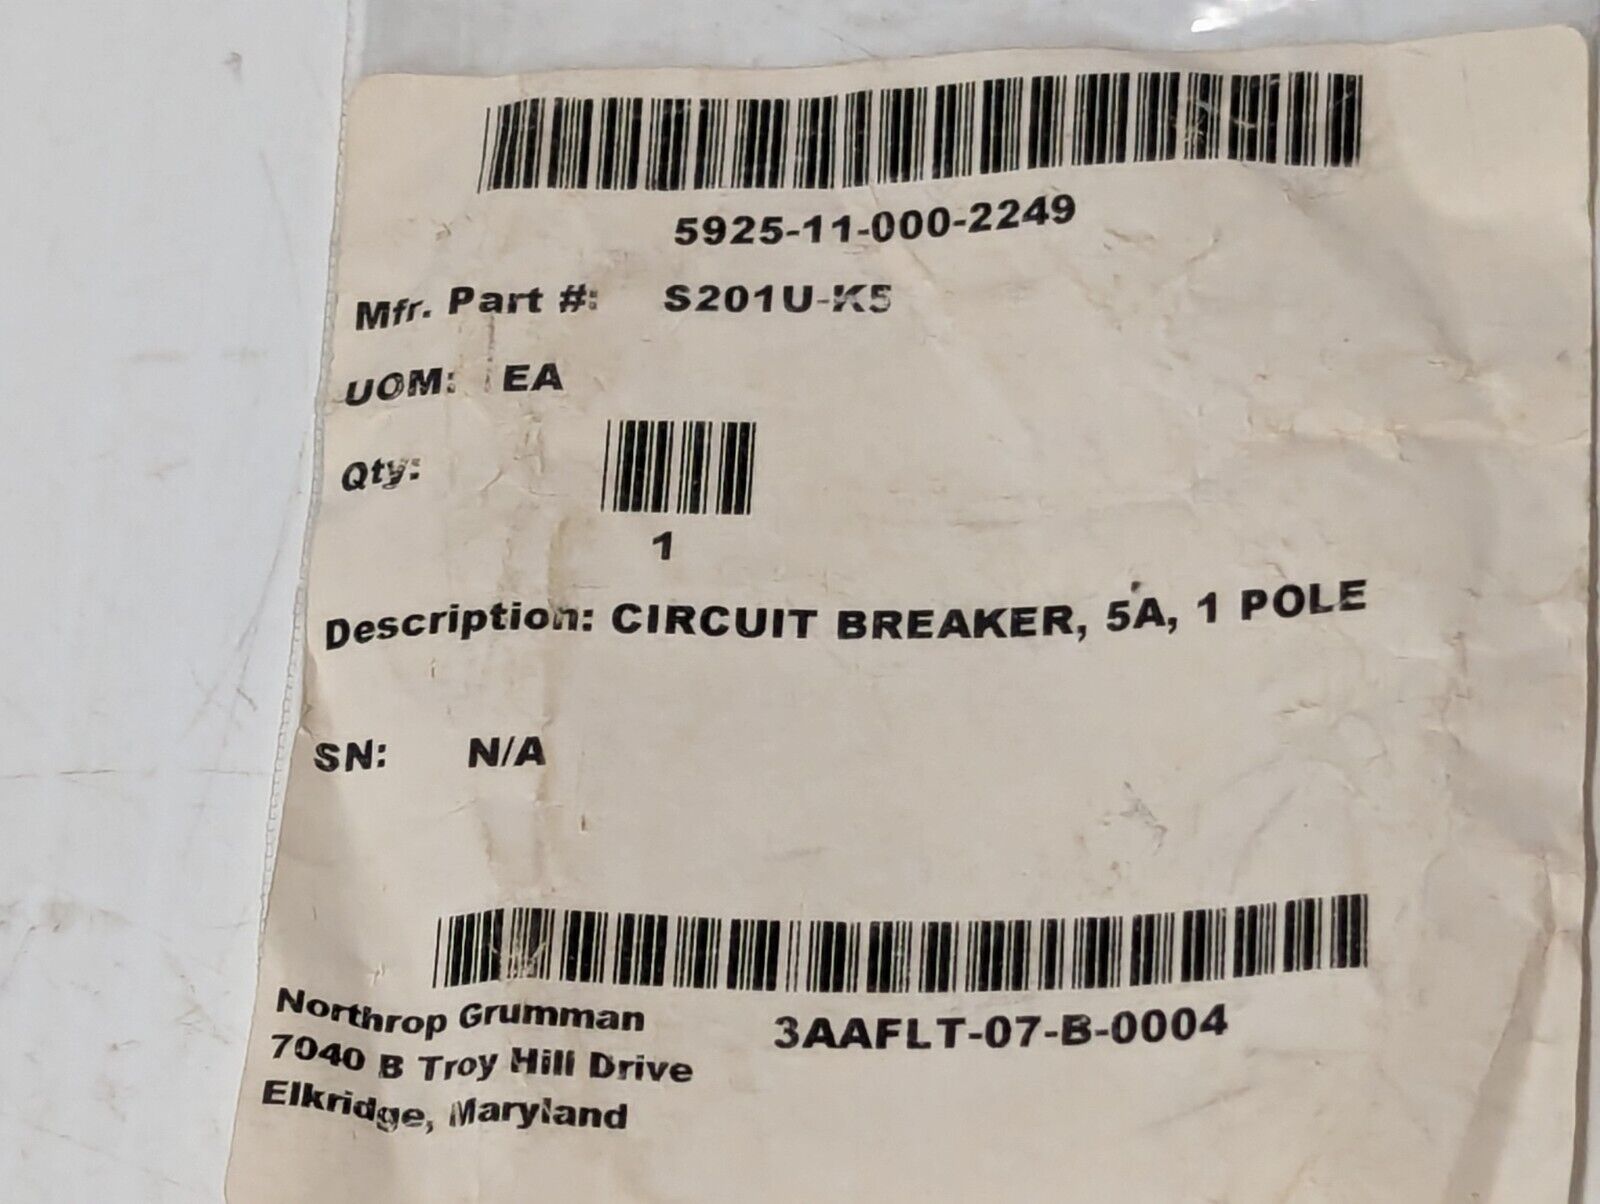 5925-11-000-2249
Mfr. Part #: S201U-K5
UOM: EA
Qty:
1
Description: CIRCUIT BREAKER, 5A, 1 POLE
SN: N/A
Northrop Grumman
7040 B Troy Hill Drive
Elkridge, Maryland
3AAFLT-07-B-0004